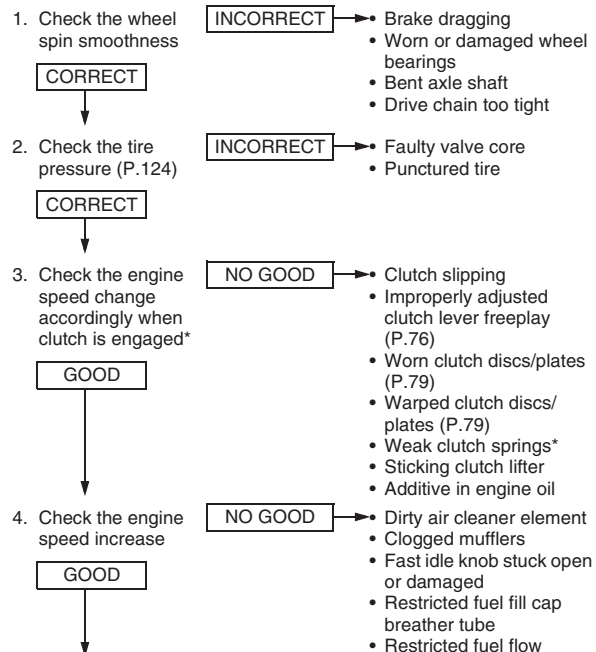 1. Check the wheel
spin smoothness
INCORRECT
• Brake dragging
• Worn or damaged wheel
bearings
• Bent axle shaft
• Drive chain too tight
CORRECT
2. Check the tire
pressure (P.124)
INCORRECT
• Faulty valve core
• Punctured tire
CORRECT
3. Check the engine
speed change
accordingly when
clutch is engaged*
NO GOOD
• Clutch slipping
• Improperly adjusted
clutch lever freeplay
(P.76)
• Worn clutch discs/plates
(P.79)
• Warped clutch discs/
plates (P.79)
• Weak clutch springs*
• Sticking clutch lifter
• Additive in engine oil
GOOD
4. Check the engine
speed increase
NO GOOD
• Dirty air cleaner element
• Clogged mufflers
• Fast idle knob stuck open
or damaged
• Restricted fuel fill cap
breather tube
• Restricted fuel flow
GOOD